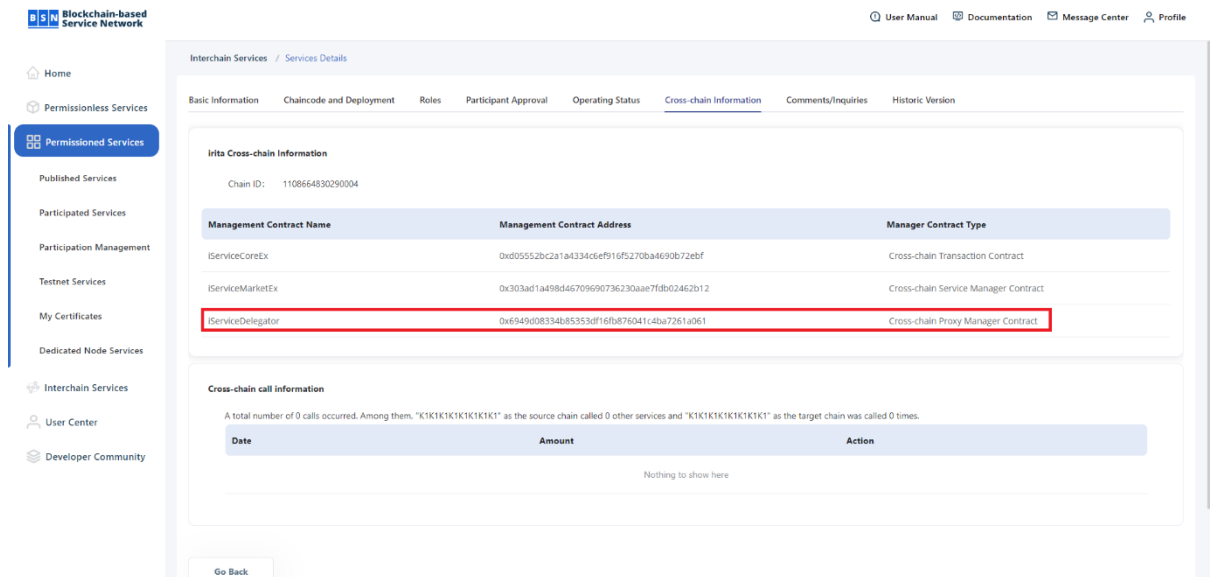 BSN Blockchain-based Service Network
User Manual Documentation Message Center Profile
Home
Permissionless Services
Permissioned Services
Published Services
Participated Services
Participation Management
Testnet Services
My Certificates
Dedicated Node Services
Interchain Services
User Center
Developer Community
Interchain Services / Services Details
Basic Information Chaincode and Deployment Roles Participant Approval Operating Status Cross-chain Information Comments/Inquiries Historic Version
irita Cross-chain Information
Chain ID: 1108664830290004
Management Contract Name Management Contract Address Manager Contract Type
iServiceCoreEx 0xd05552bc2a1a4334c6ef916f5270ba4690b72ebf Cross-chain Transaction Contract
iServiceMarketEx 0x303ad1a498d46709690736230aae7fdb02462b12 Cross-chain Service Manager Contract
iServiceDelegator 0x6949d08334b85353df16fb876041c4ba7261a061 Cross-chain Proxy Manager Contract
Cross-chain call information
A total number of 0 calls occurred. Among them, "K1K1K1K1K1K1K1K1" as the source chain called 0 other services and "K1K1K1K1K1K1K1K1" as the target chain was called 0 times.
Date Amount Action
Nothing to show here
Go Back